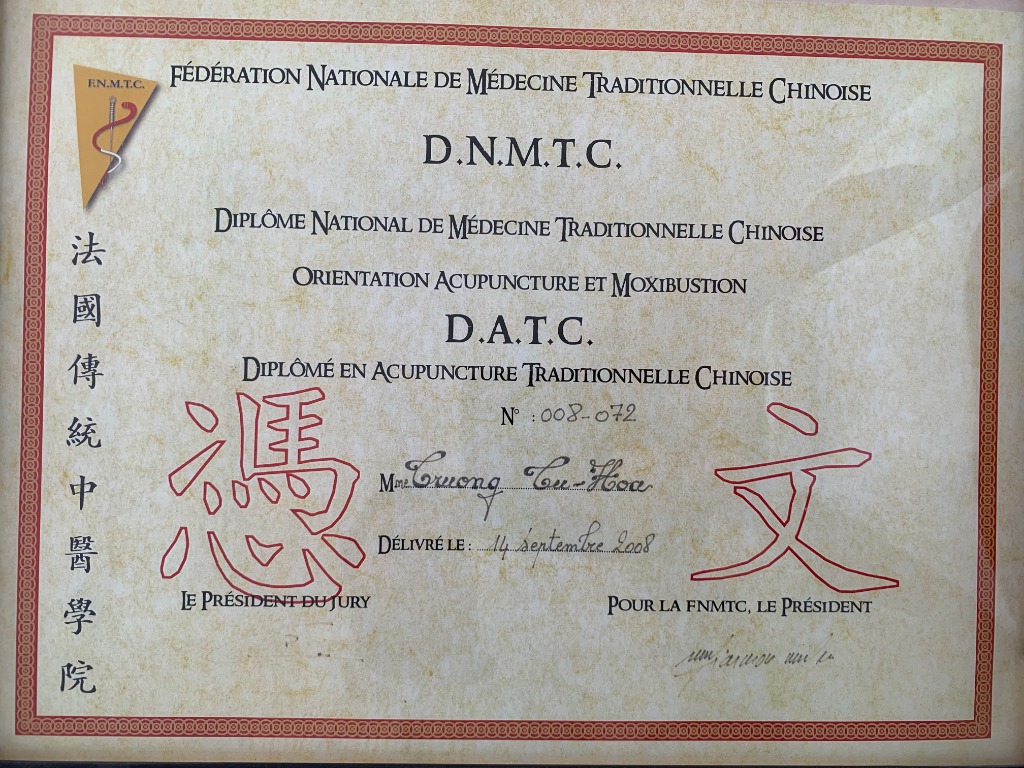 F.N.M.T.C.
FÉDÉRATION NATIONALE DE MÉDECINE TRADITIONNELLE CHINOISE
D.N.M.T.C.
DIPLÔME NATIONAL DE MÉDECINE TRADITIONNELLE CHINOISE
ORIENTATION ACUPUNCTURE ET MOXIBUSTION
D.A.T.C.
DIPLÔMÉ EN ACUPUNCTURE TRADITIONNELLE CHINOISE
N° : 008-072
Mme Truong Tu-Hoa
DÉLIVRÉ LE : 14 septembre 2008
憑
文
LE PRÉSIDENT DU JURY
POUR LA FNMTC, LE PRÉSIDENT
法國傳統中醫學院